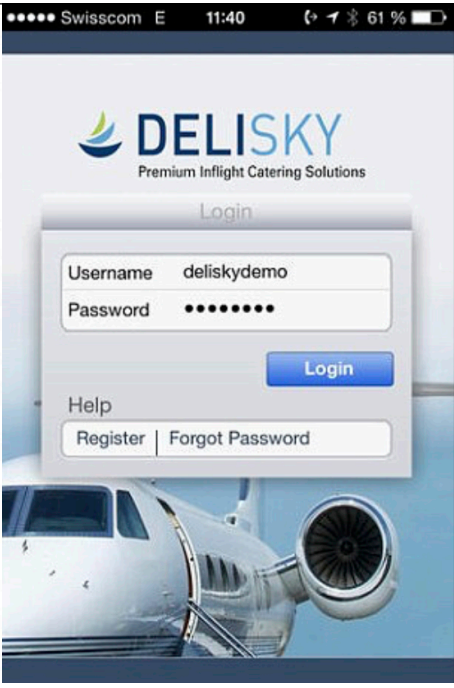 Swisscom E 11:40 61 %
DELISKY
Premium Inflight Catering Solutions
Login
Username deliskydemo
Password ••••••••
Login
Help
Register | Forgot Password